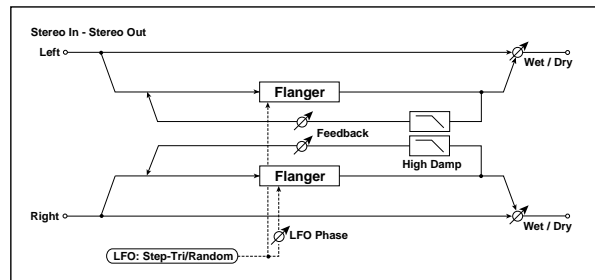 Stereo In - Stereo Out
Left
Wet / Dry
Flanger
Feedback
High Damp
Flanger
Right
LFO Phase
Wet / Dry
LFO: Step-Tri/Random